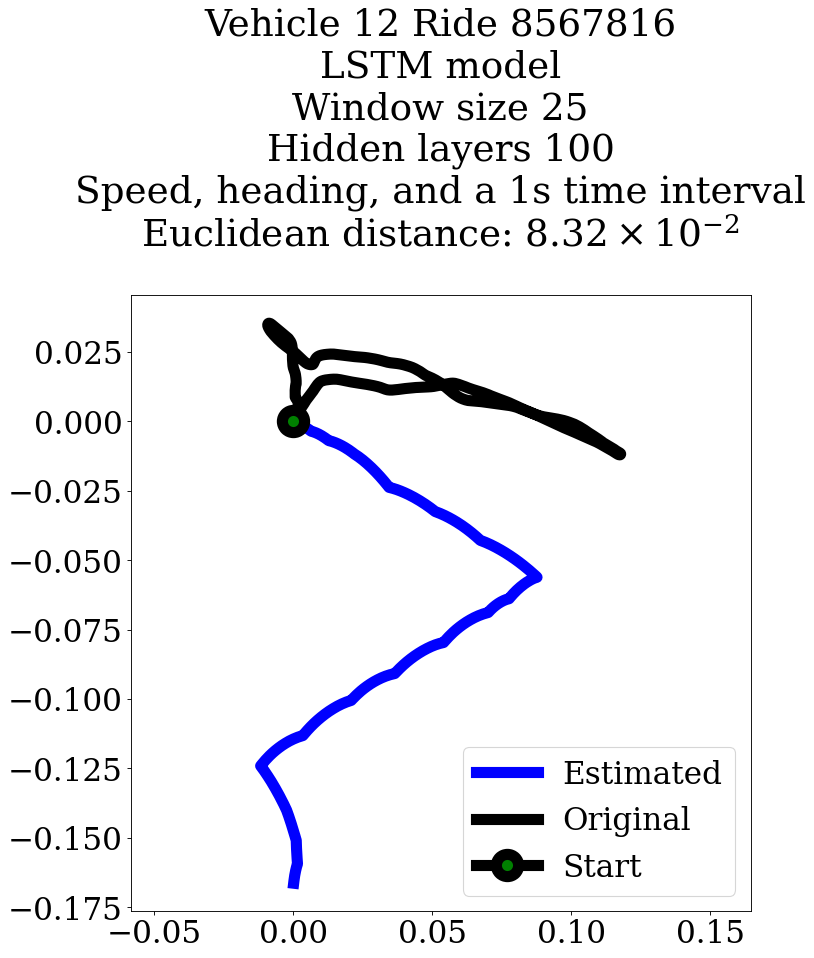 Vehicle 12 Ride 8567816
LSTM model
Window size 25
Hidden layers 100
Speed, heading, and a 1s time interval
Euclidean distance: 8.32 × 10⁻²
0.025
0.000
−0.025
−0.050
−0.075
−0.100
−0.125
−0.150
−0.175
−0.05 0.00 0.05 0.10 0.15
Estimated
Original
Start